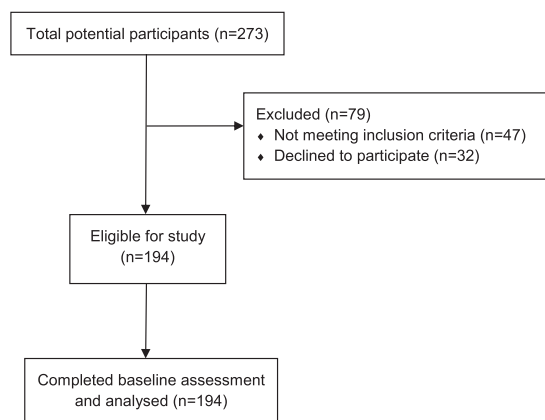 Total potential participants (n=273)
Excluded (n=79)
♦ Not meeting inclusion criteria (n=47)
♦ Declined to participate (n=32)
Eligible for study
(n=194)
Completed baseline assessment
and analysed (n=194)